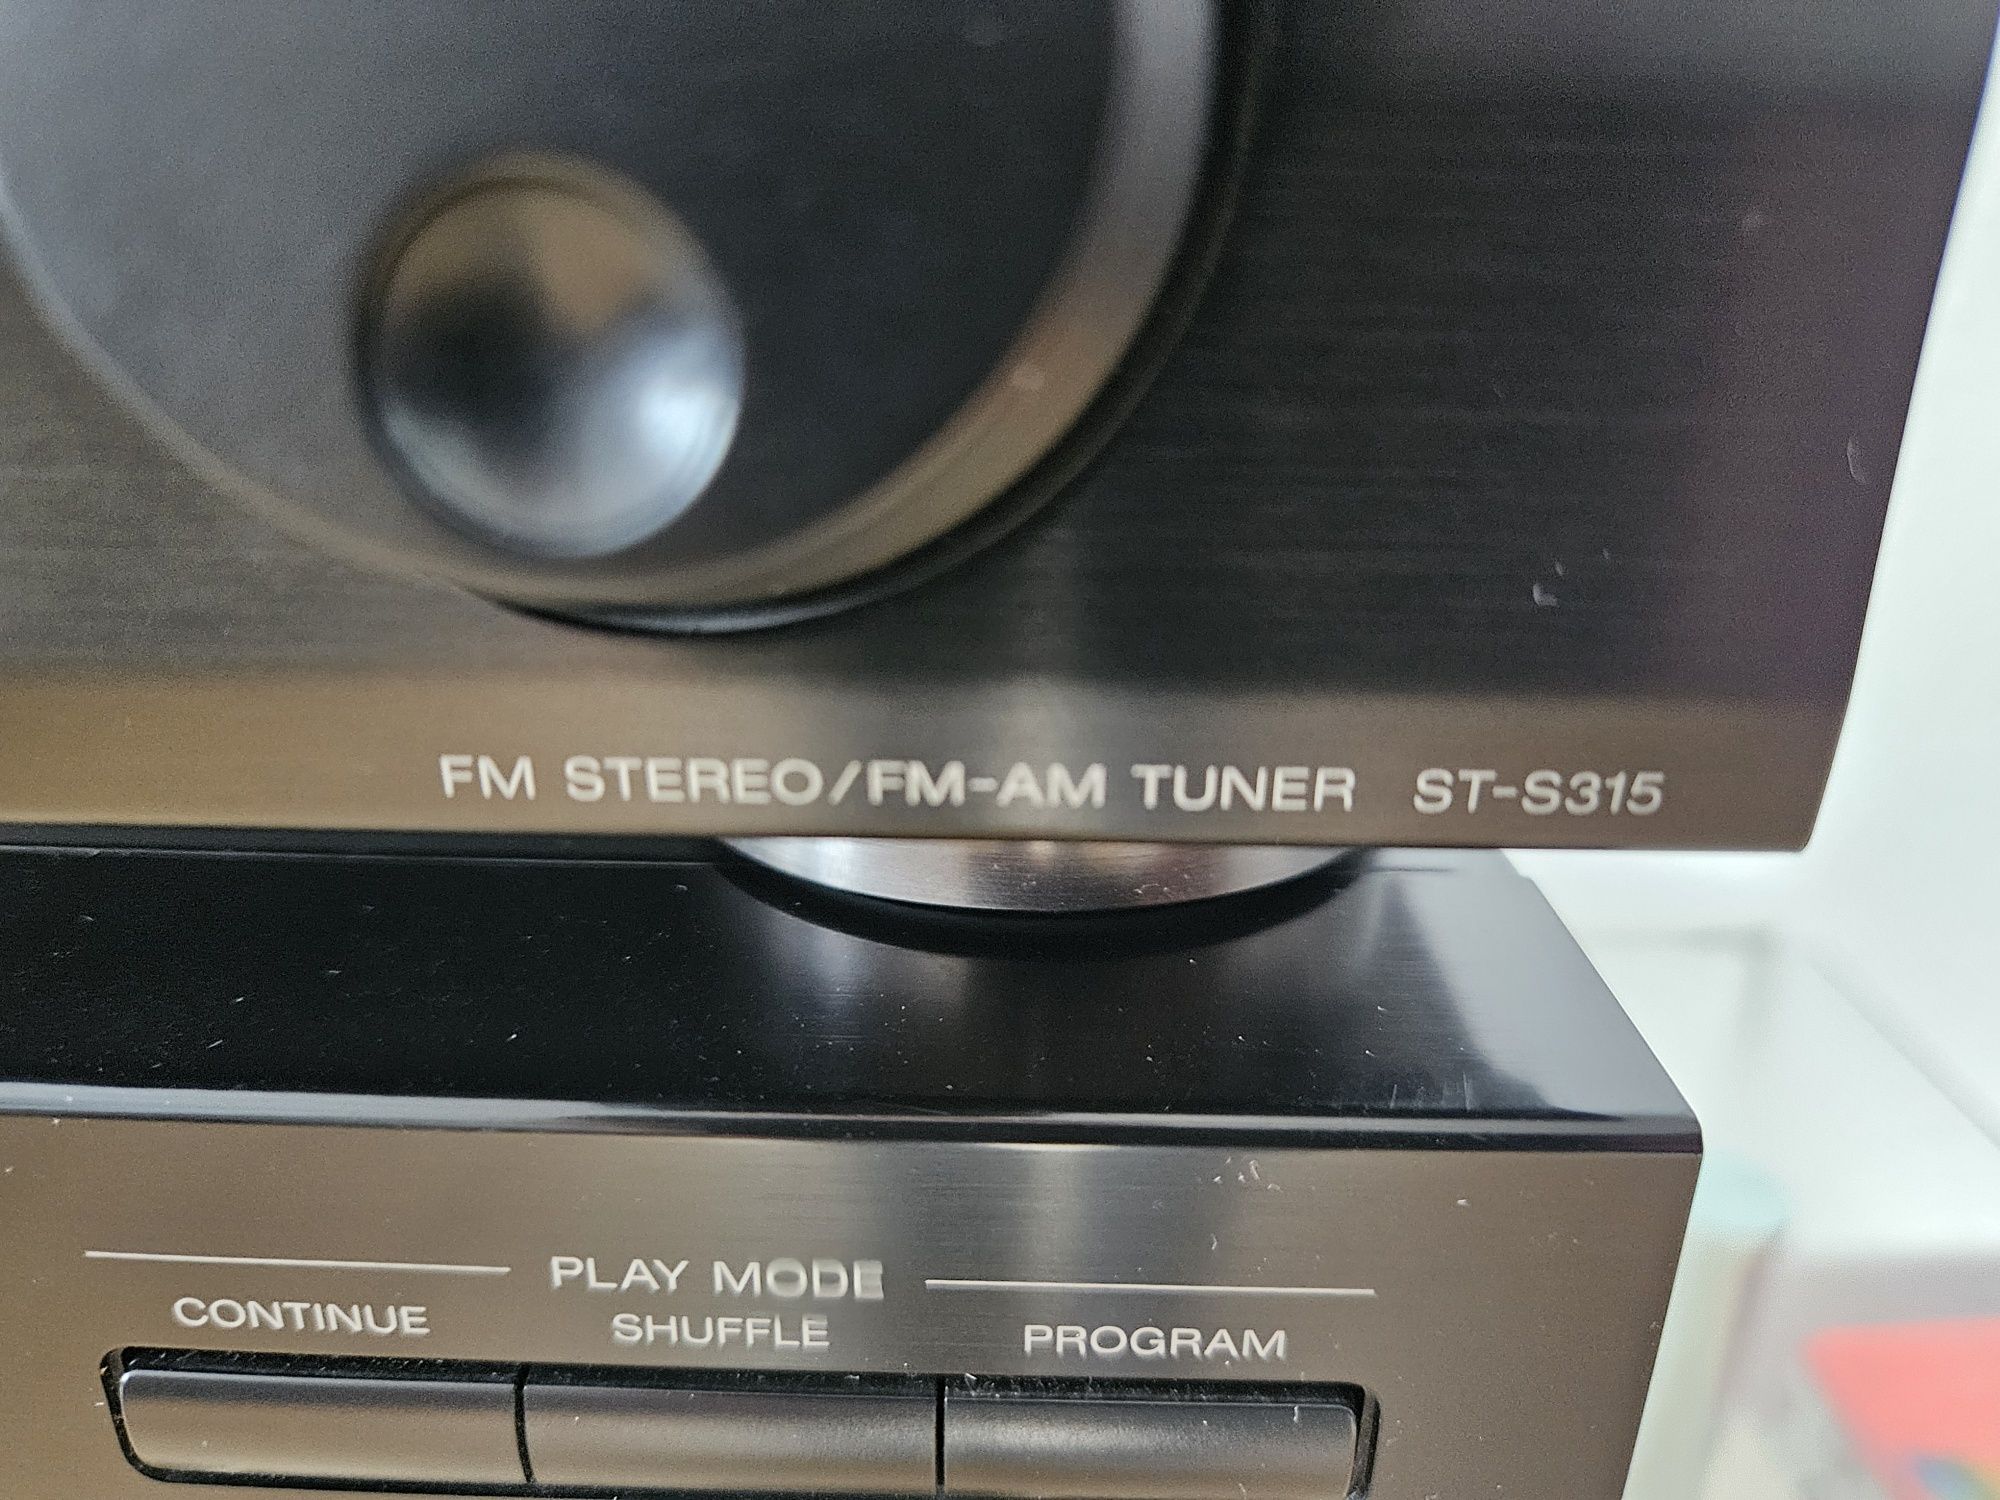 FM STEREO/FM-AM TUNER ST-S315
PLAY MODE
CONTINUE SHUFFLE PROGRAM